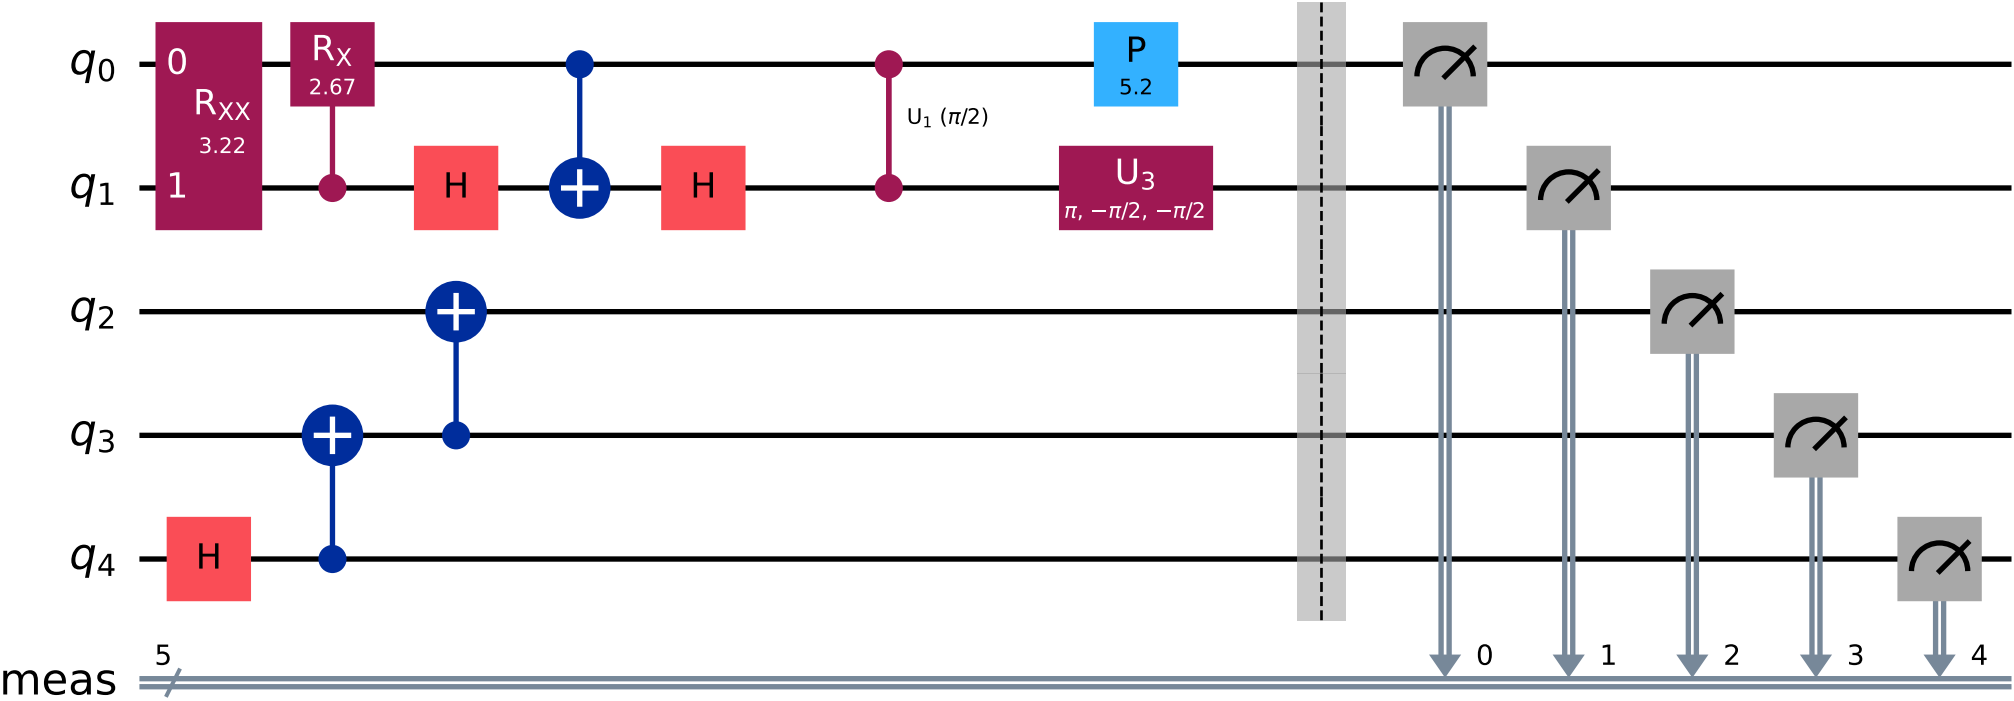 q0
0
RXX
3.22
1
RX
2.67
U1 (π/2)
P
5.2
q1
H
H
U3
π, −π/2, −π/2
q2
q3
q4
H
meas
5
0
1
2
3
4